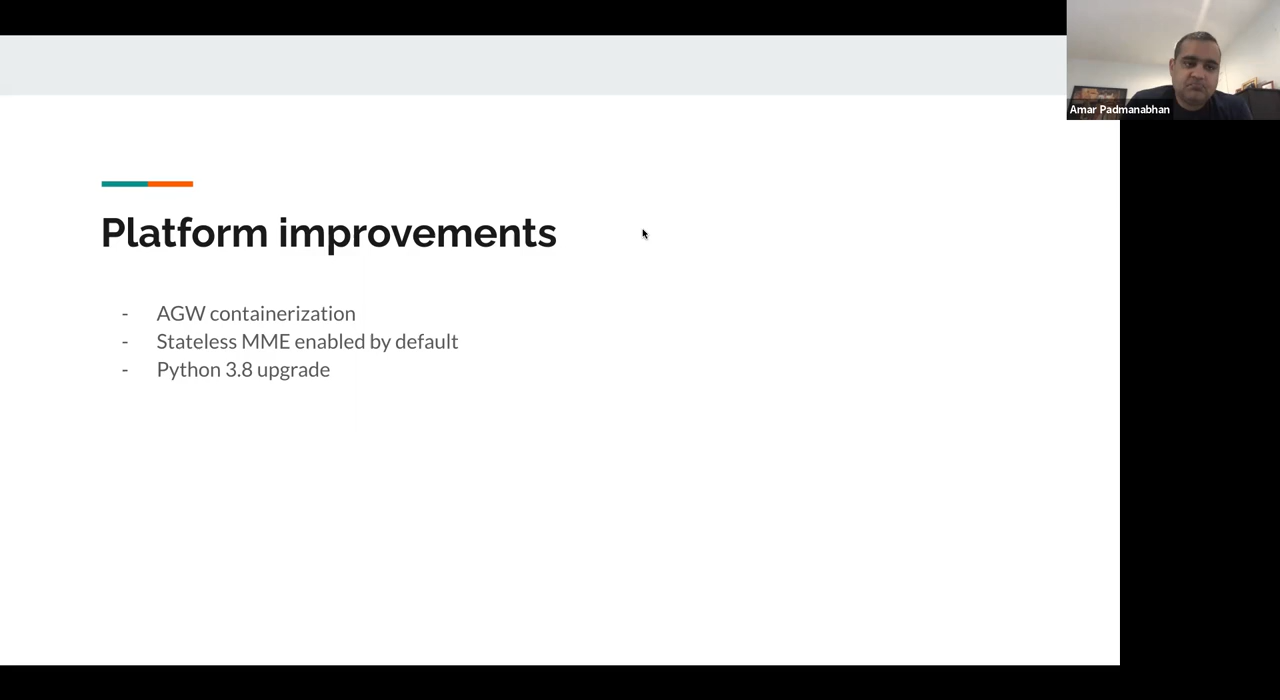 Amar Padmanabhan
Platform improvements
- AGW containerization
- Stateless MME enabled by default
- Python 3.8 upgrade